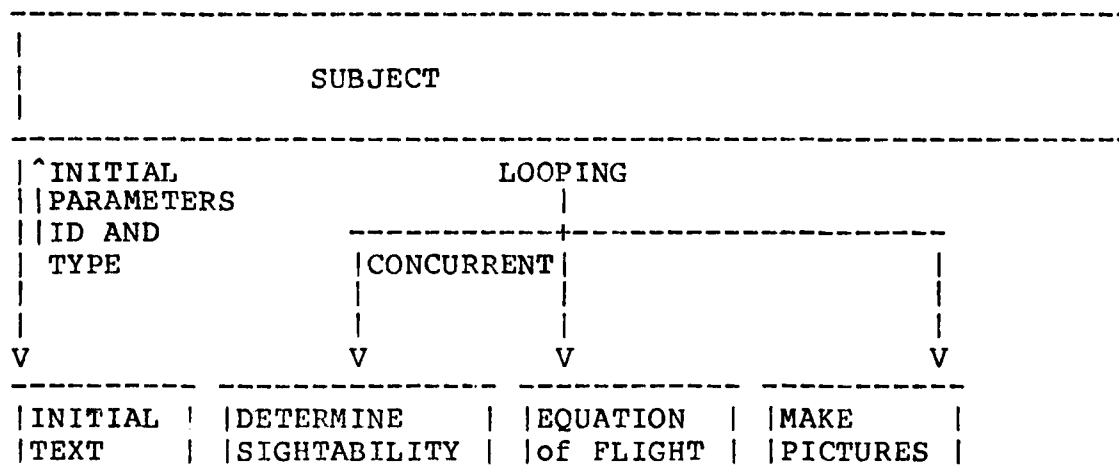 SUBJECT
^INITIAL LOOPING
PARAMETERS
ID AND
TYPE CONCURRENT
V V V V
INITIAL DETERMINE EQUATION MAKE
TEXT SIGHTABILITY of FLIGHT PICTURES